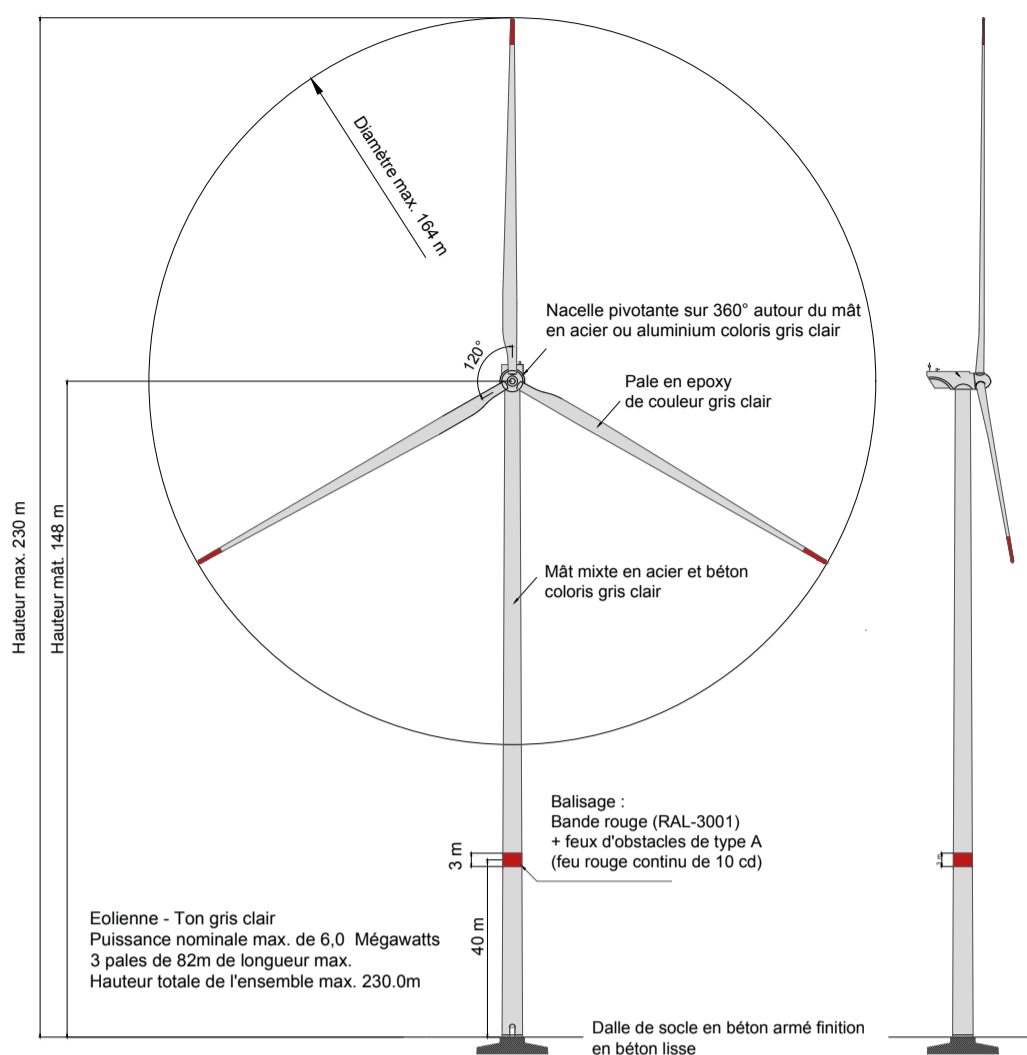 Diamètre max. 164 m
120°
Nacelle pivotante sur 360° autour du mât
en acier ou aluminium coloris gris clair
Pale en epoxy
de couleur gris clair
Hauteur max. 230 m
Hauteur mât. 148 m
Mât mixte en acier et béton
coloris gris clair
Balisage :
Bande rouge (RAL-3001)
+ feux d'obstacles de type A
(feu rouge continu de 10 cd)
3 m
3 m
40 m
Eolienne - Ton gris clair
Puissance nominale max. de 6,0 Mégawatts
3 pales de 82m de longueur max.
Hauteur totale de l'ensemble max. 230.0m
Dalle de socle en béton armé finition
en béton lisse